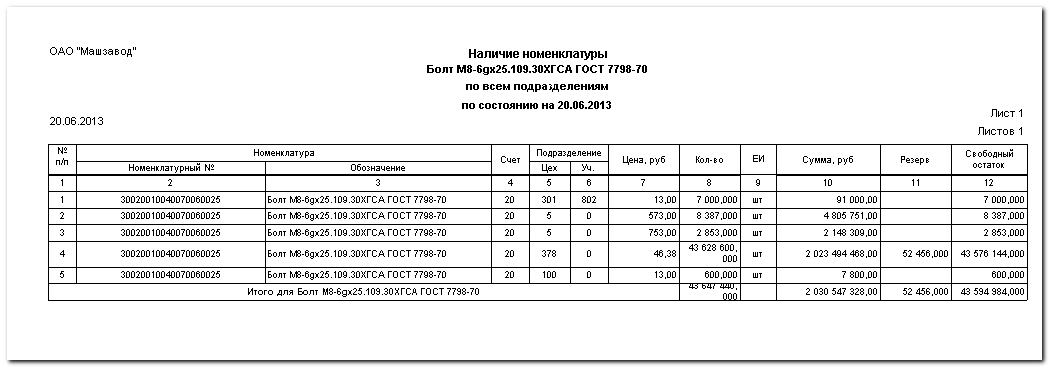 ОАО "Машзавод"
Наличие номенклатуры
Болт М8-6gх25.109.30ХГСА ГОСТ 7798-70
по всем подразделениям
по состоянию на 20.06.2013
Лист 1
20.06.2013
Листов 1
№ п/п Номенклатура Счет Подразделение Цена, руб Кол-во ЕИ Сумма, руб Резерв Свободный остаток
Номенклатурный № Обозначение Цех Уч.
1 2 3 4 5 6 7 8 9 10 11 12
1 30020010040070060025 Болт М8-6gх25.109.30ХГСА ГОСТ 7798-70 20 301 802 13,00 7 000,000 шт 91 000,00 7 000,000
2 30020010040070060025 Болт М8-6gх25.109.30ХГСА ГОСТ 7798-70 20 5 0 573,00 8 387,000 шт 4 805 751,00 8 387,000
3 30020010040070060025 Болт М8-6gх25.109.30ХГСА ГОСТ 7798-70 20 5 0 753,00 2 853,000 шт 2 148 309,00 2 853,000
4 30020010040070060025 Болт М8-6gх25.109.30ХГСА ГОСТ 7798-70 20 378 0 46,38 43 628 600,000 шт 2 023 494 468,00 52 456,000 43 576 144,000
5 30020010040070060025 Болт М8-6gх25.109.30ХГСА ГОСТ 7798-70 20 100 0 13,00 600,000 шт 7 800,00 600,000
Итого для Болт М8-6gх25.109.30ХГСА ГОСТ 7798-70 43 647 440,000 2 030 547 328,00 52 456,000 43 594 984,000